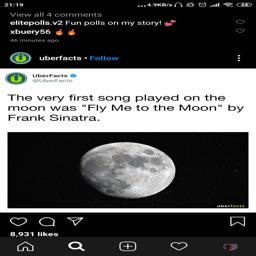 21:19
...4.9KB/s
View all 4 comments
elitepolls.v2 Fun polls on my story! 💕
xbuery56 🔥 🔥
46 minutes ago
uberfacts • Follow
UberFacts
@UberFacts
The very first song played on the
moon was "Fly Me to the Moon" by
Frank Sinatra.
uberfacts
8,931 likes